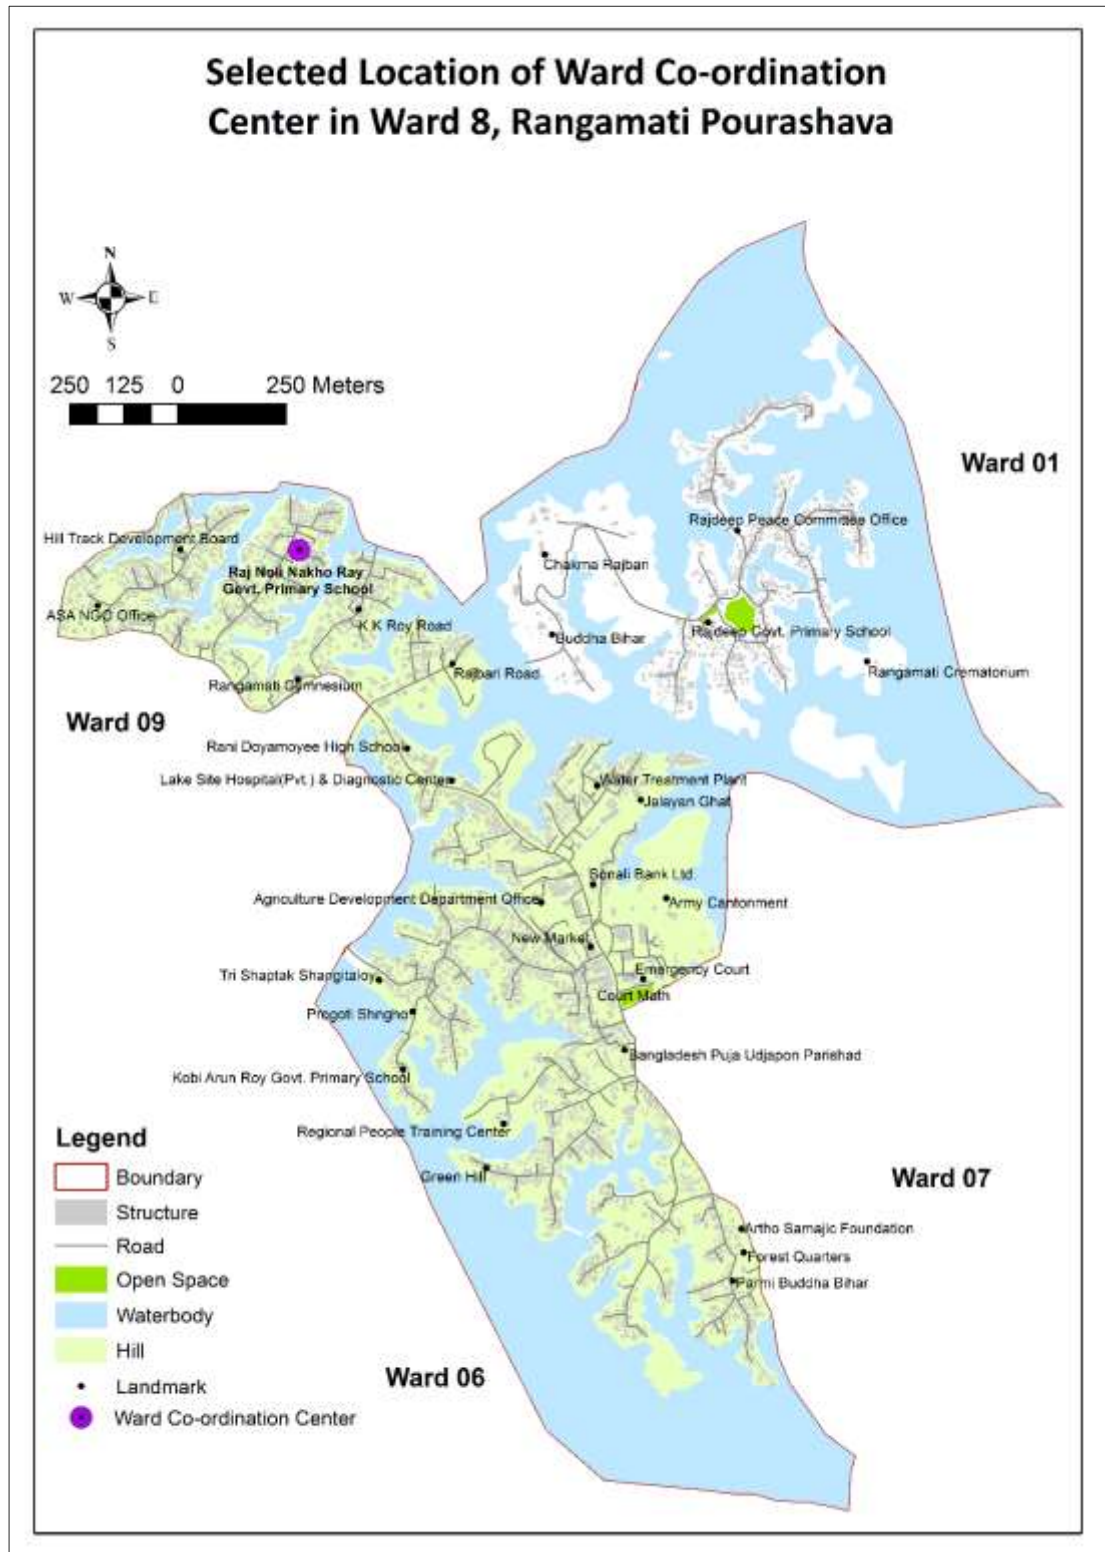 Selected Location of Ward Co-ordination
Center in Ward 8, Rangamati Pourashava
N
W E
S
250 125 0 250 Meters
Ward 01
Rajdeep Peace Committee Office
Hill Track Development Board
Chakma Rajbari
Raj Noli Nakho Ray
Govt. Primary School
ASA NGO Office
K K Roy Road
Rajdeep Govt. Primary School
Buddha Bihar
Rajbari Road
Rangamati Crematorium
Rangamati Gymnesium
Ward 09
Rani Doyamoyee High School
Lake Site Hospital(Pvt.) & Diagnostic Center
Water Treatment Plant
Jalayan Ghat
Sonali Bank Ltd.
Agriculture Development Department Office
Army Cantonment
New Market
Emergency Court
Tri Shaptak Shangitaloy
Court Math
Progoti Shngho
Bangladesh Puja Udjapon Parishad
Kobi Arun Roy Govt. Primary School
Regional People Training Center
Green Hill
Ward 07
Artho Samajic Foundation
Forest Quarters
Parmi Buddha Bihar
Ward 06
Legend
Boundary
Structure
Road
Open Space
Waterbody
Hill
Landmark
Ward Co-ordination Center